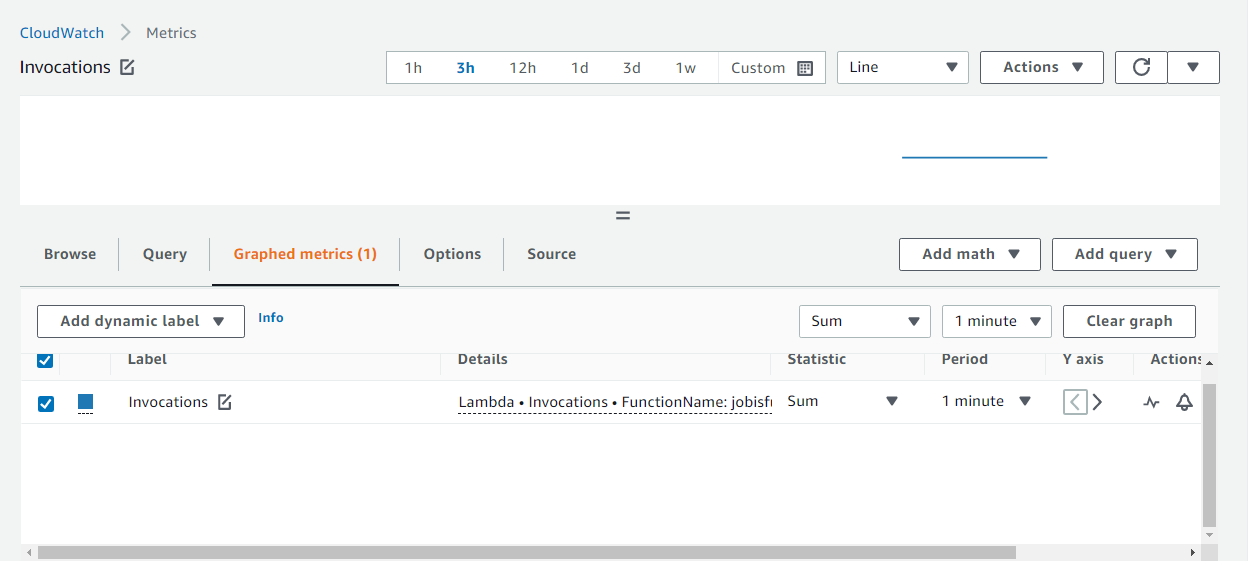 CloudWatch Metrics
Invocations 1h 3h 12h 1d 3d 1w Custom Line Actions
Browse Query Graphed metrics (1) Options Source Add math Add query
Add dynamic label Info Sum 1 minute Clear graph
Label Details Statistic Period Y axis Actions
Invocations Lambda • Invocations • FunctionName: jobisfr Sum 1 minute